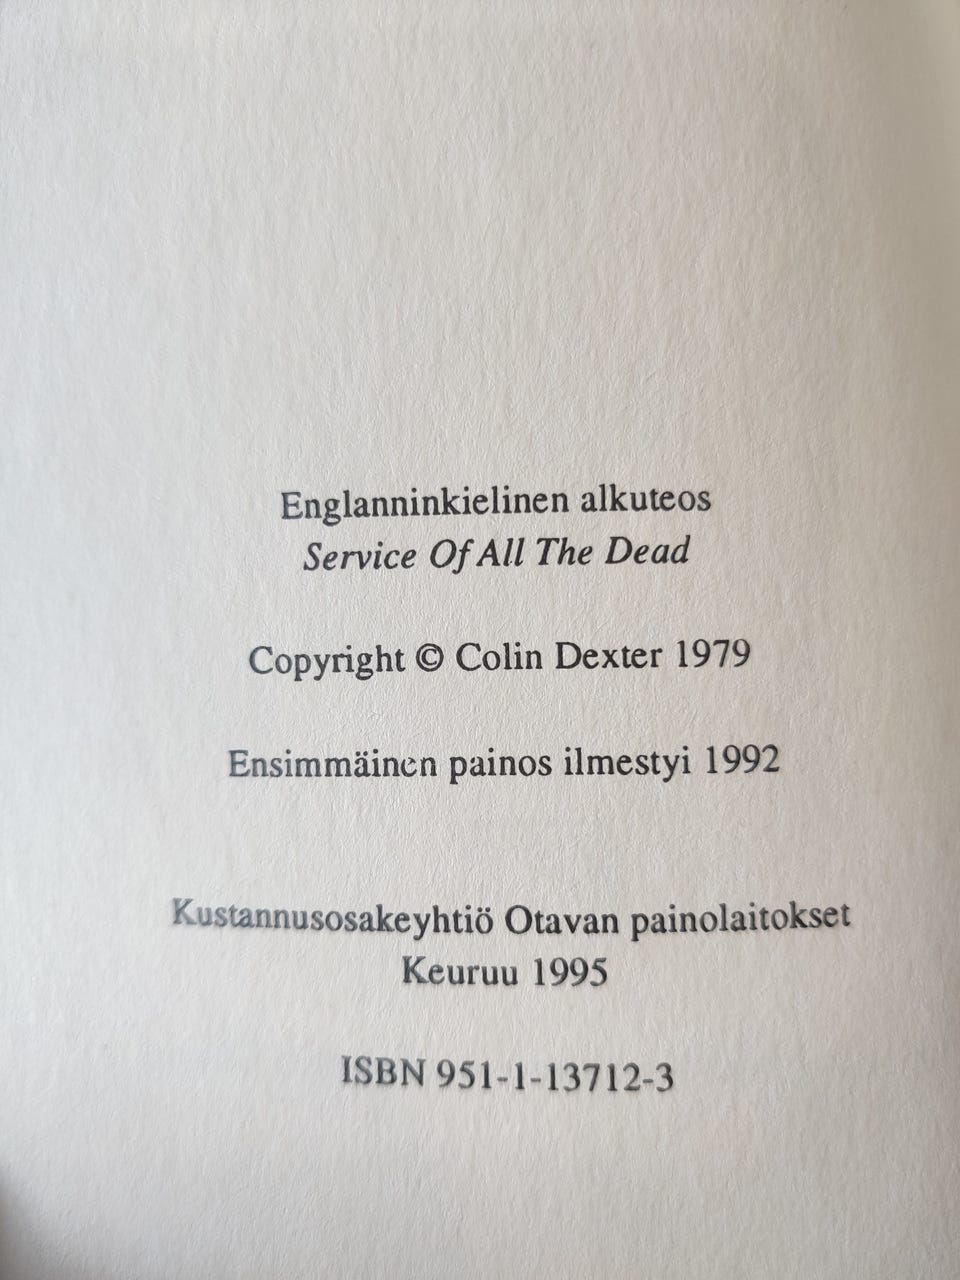 Englanninkielinen alkuteos
Service Of All The Dead
Copyright © Colin Dexter 1979
Ensimmäinen painos ilmestyi 1992
Kustannusosakeyhtiö Otavan painolaitokset
Keuruu 1995
ISBN 951-1-13712-3